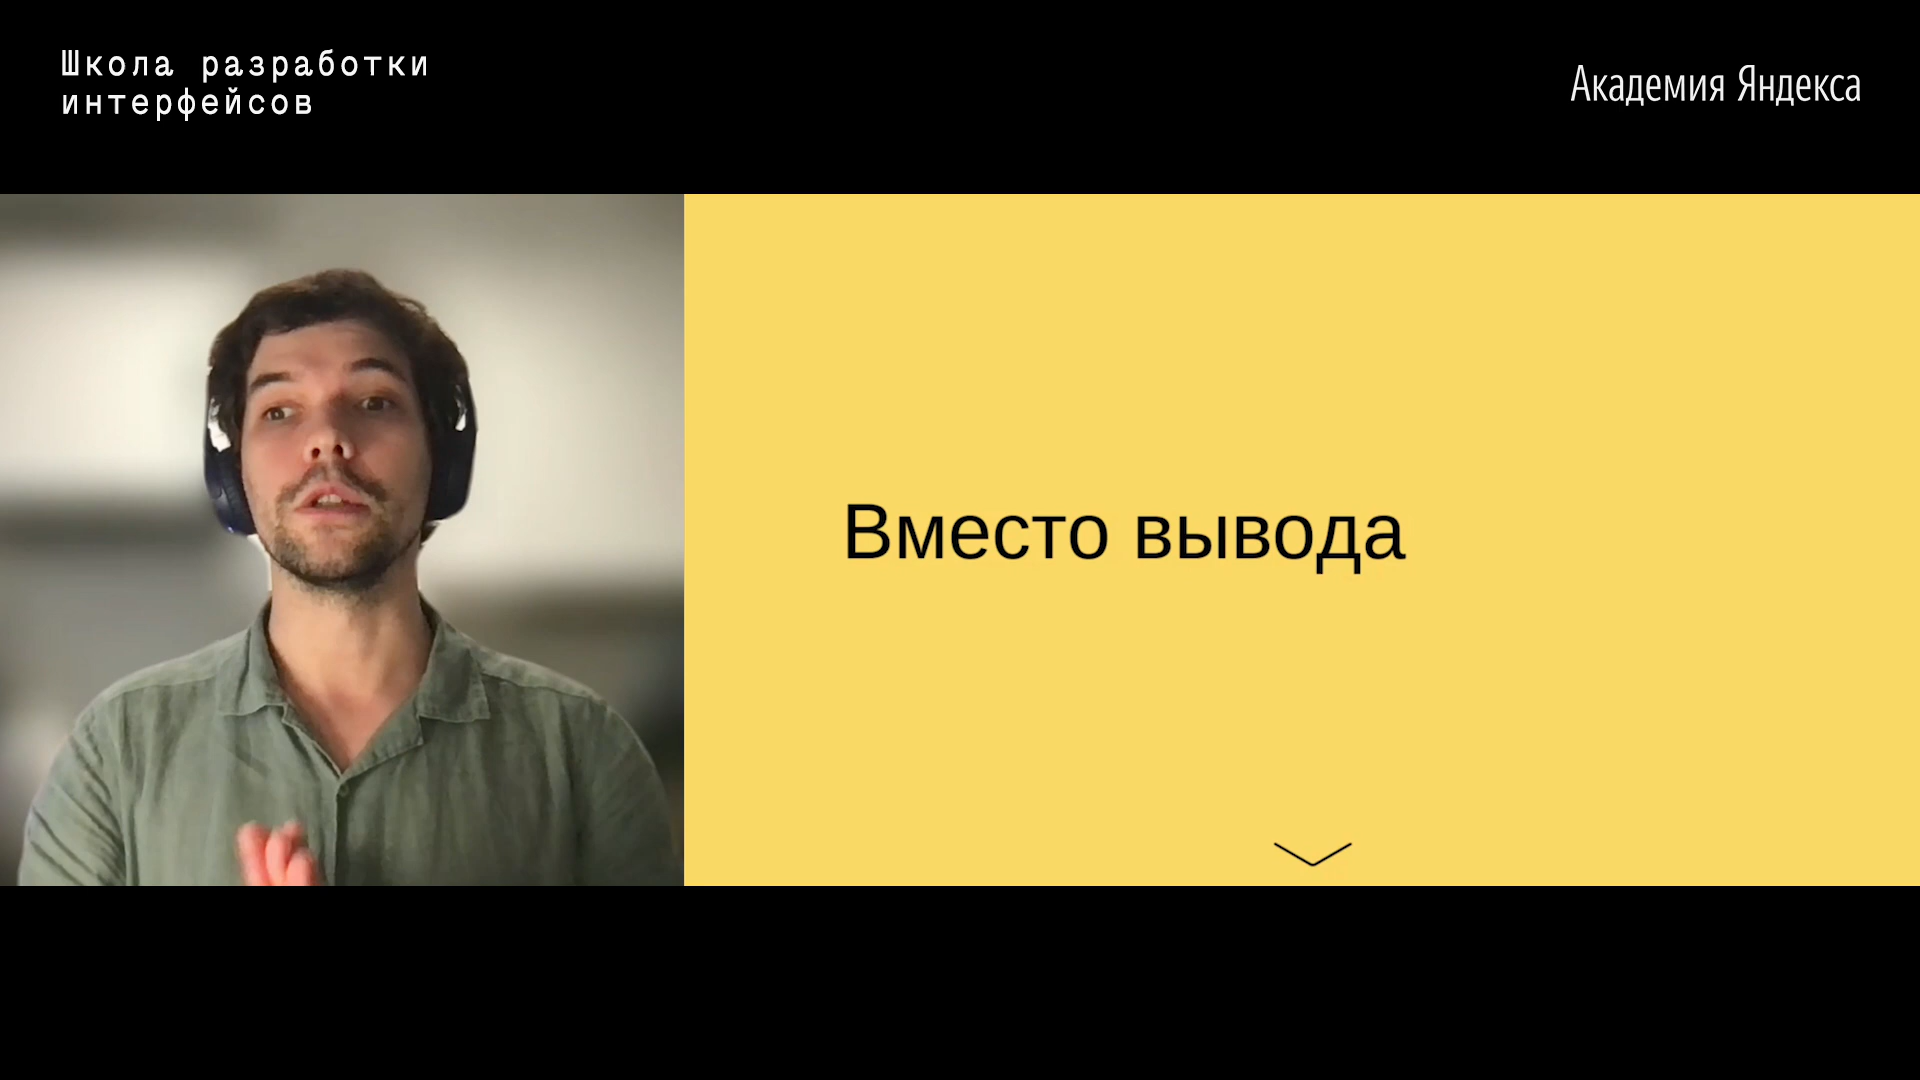 Школа разработки
интерфейсов
Академия Яндекса
Вместо вывода